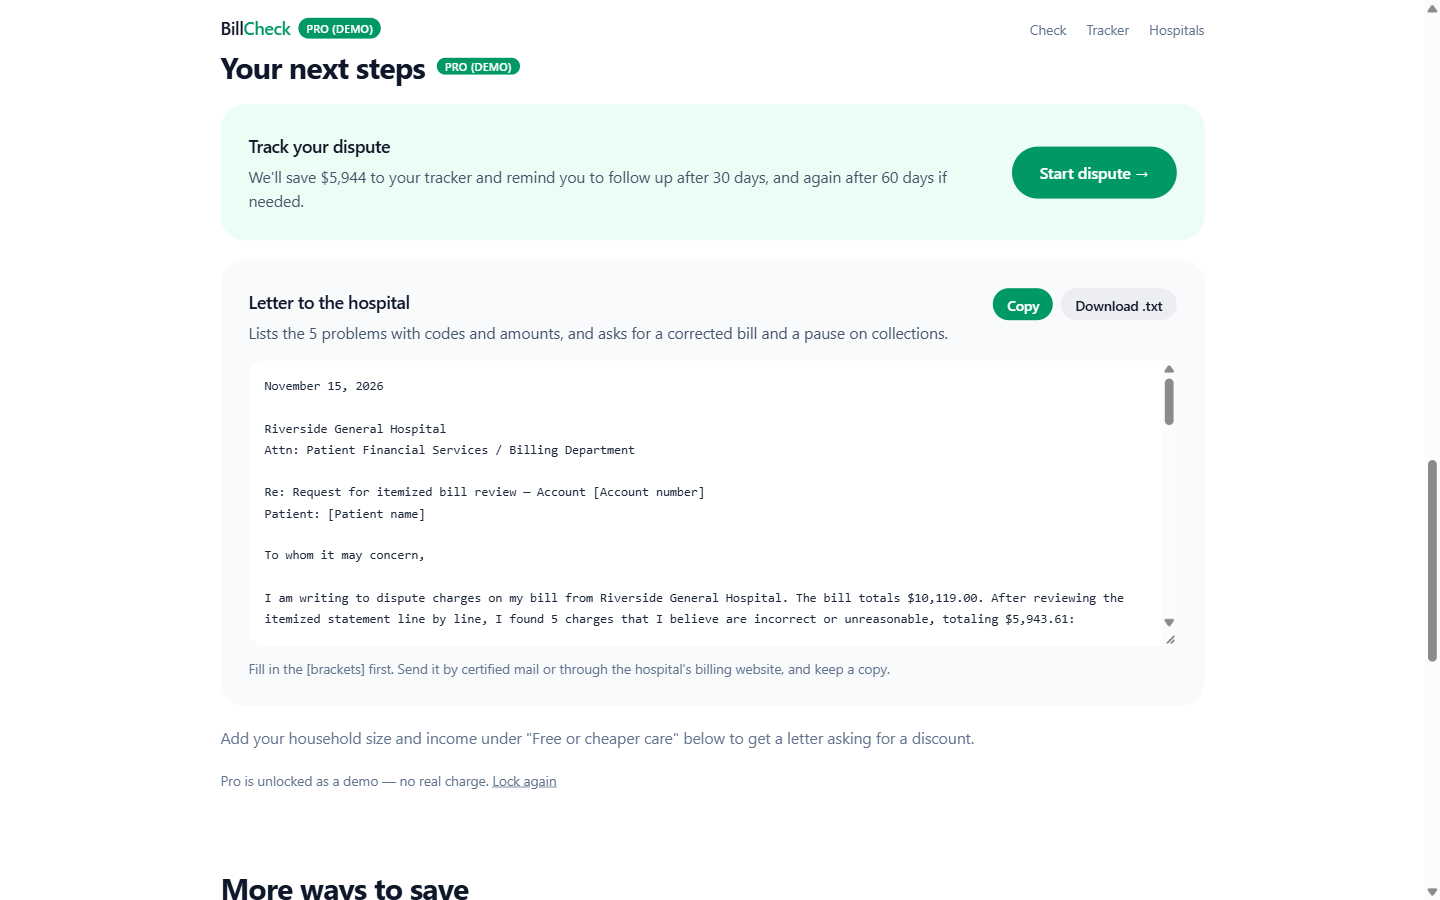 BillCheck PRO (DEMO) Check Tracker Hospitals
Your next steps PRO (DEMO)
Track your dispute
We'll save $5,944 to your tracker and remind you to follow up after 30 days, and again after 60 days if
needed.
Start dispute →
Letter to the hospital
Copy Download .txt
Lists the 5 problems with codes and amounts, and asks for a corrected bill and a pause on collections.
November 15, 2026
Riverside General Hospital
Attn: Patient Financial Services / Billing Department
Re: Request for itemized bill review — Account [Account number]
Patient: [Patient name]
To whom it may concern,
I am writing to dispute charges on my bill from Riverside General Hospital. The bill totals $10,119.00. After reviewing the
itemized statement line by line, I found 5 charges that I believe are incorrect or unreasonable, totaling $5,943.61:
Fill in the [brackets] first. Send it by certified mail or through the hospital's billing website, and keep a copy.
Add your household size and income under "Free or cheaper care" below to get a letter asking for a discount.
Pro is unlocked as a demo — no real charge. Lock again
More ways to save